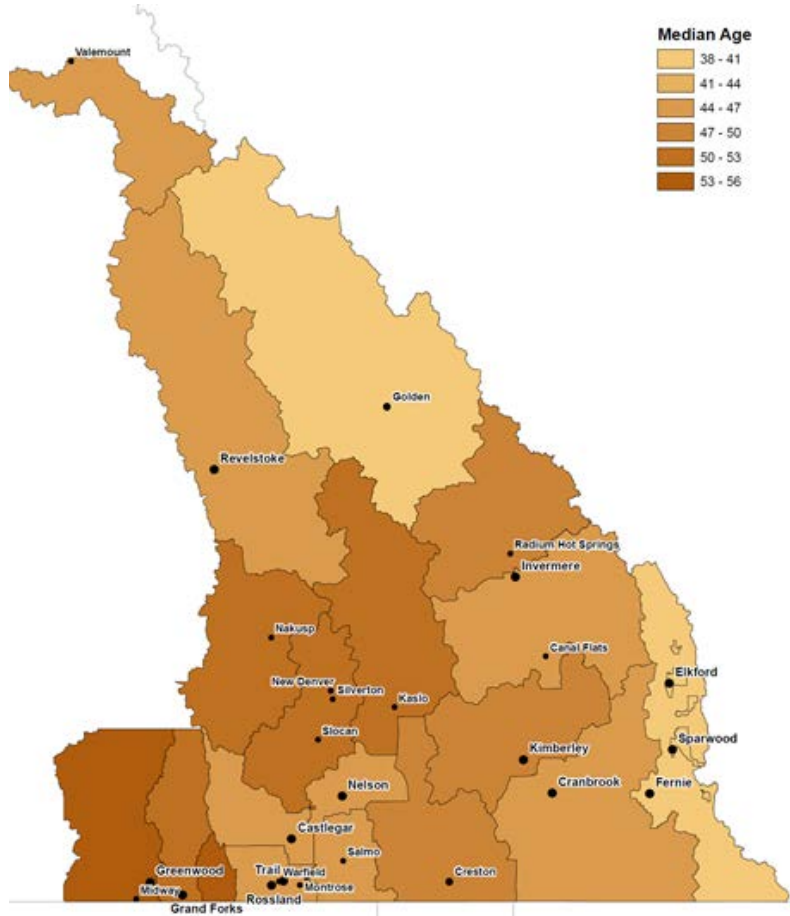 Valemount
Median Age
38 - 41
41 - 44
44 - 47
47 - 50
50 - 53
53 - 56
Golden
Revelstoke
Radium Hot Springs
Invermere
Nakusp
Canal Flats
New Denver
Silverton
Elkford
Kaslo
Slocan
Kimberley
Sparwood
Nelson
Cranbrook
Fernie
Castlegar
Salmo
Greenwood
Trail
Warfield
Creston
Midway
Montrose
Rossland
Grand Forks